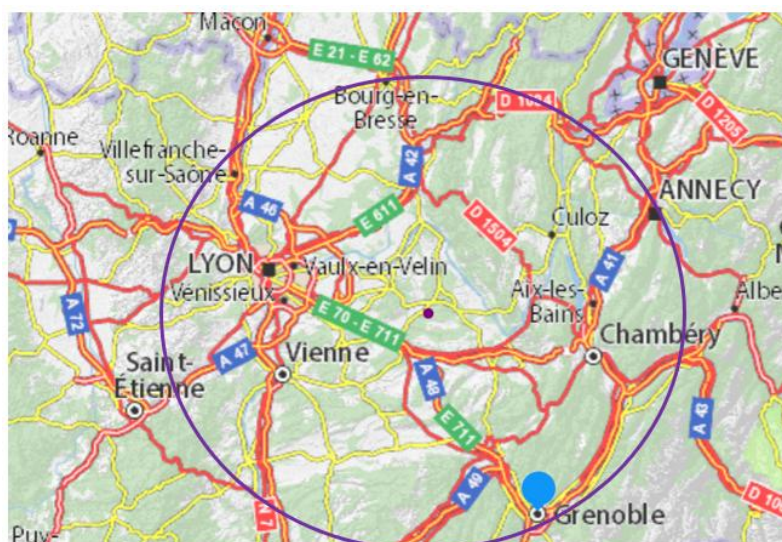 Mâcon
E 21 - E 62
GENÈVE
Bourg-en-
Bresse
D 1084
D 1205
Roanne
Villefranche-
sur-Saône
A 42
A 46
E 611
ANNECY
Culoz
D 1504
LYON
Vaulx-en-Velin
A 41
Vénissieux
Aix-les-
Bains
A 72
E 70 - E 711
Albe
Saint-
Étienne
A 47
Vienne
Chambéry
A 48
A 43
E 711
A 49
N 7
Grenoble
Puy-